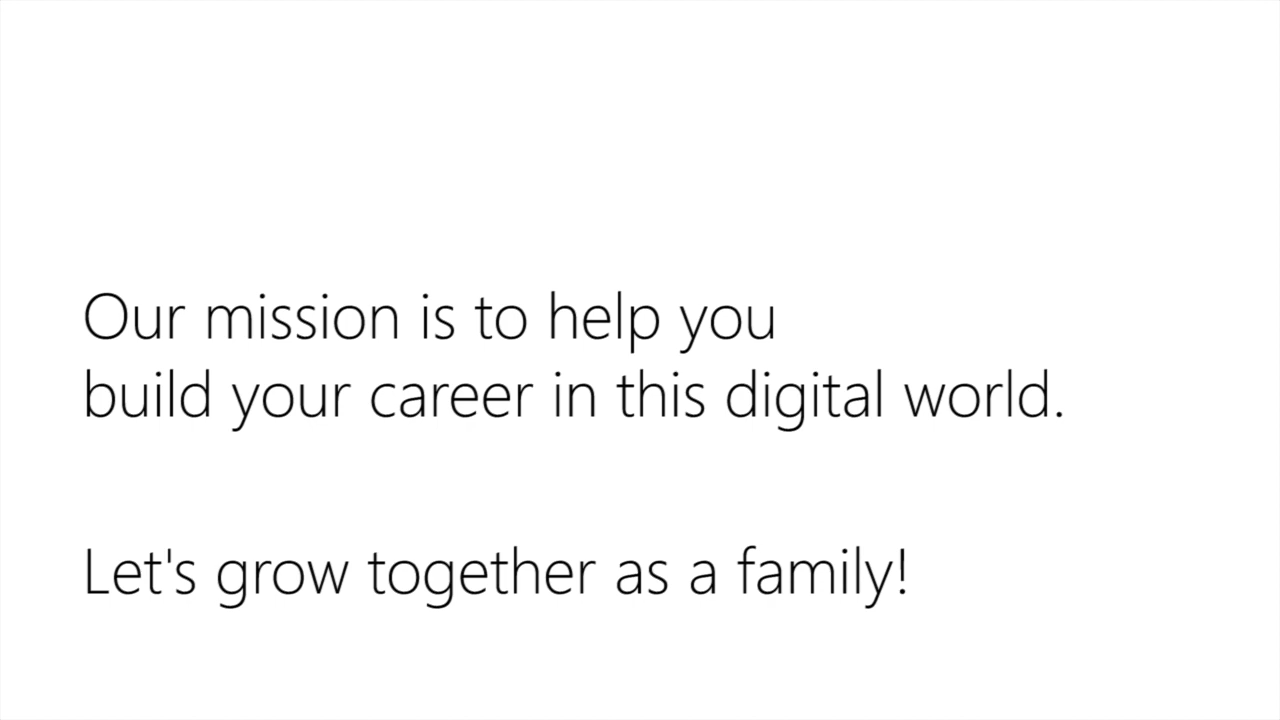 Our mission is to help you
build your career in this digital world.
Let's grow together as a family!